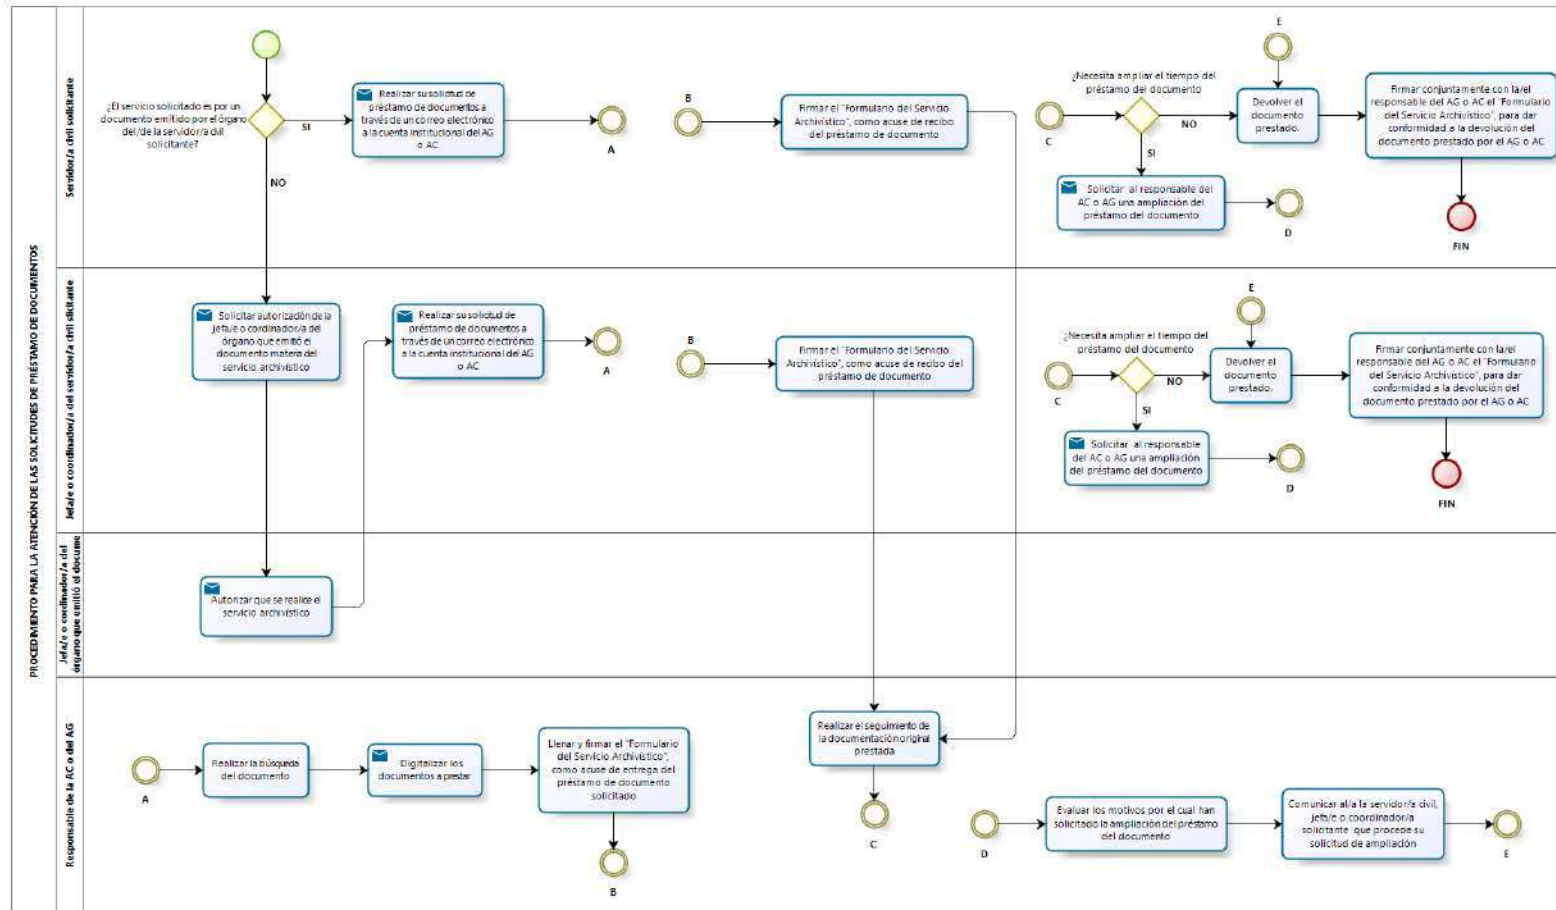 PROCEDIMIENTO PARA LA ATENCIÓN DE LAS SOLICITUDES DE PRÉSTAMO DE DOCUMENTOS
Servidor/a civil solicitante
¿El servicio solicitado es por un
documento emitido por el órgano
del/de la servidor/a civil
solicitante?
SI
NO
Realizar su solicitud de
préstamo de documentos a
través de un correo electrónico
a la cuenta institucional del AG
o AC
A
B
Firmar el "Formulario del Servicio
Archivístico", como acuse de recibo
del préstamo de documento
C
¿Necesita ampliar el tiempo del
préstamo del documento
NO
SI
Solicitar al responsable del
AC o AG una ampliación del
préstamo del documento
D
E
Devolver el
documento
prestado.
Firmar conjuntamente con la/el
responsable del AG o AC el "Formulario
del Servicio Archivístico", para dar
conformidad a la devolución del
documento prestado por el AG o AC
FIN
Jefa/e o coordinador/a del servidor/a civil slicitante
Solicitar autorización de la
jefa/e o cordinador/a del
órgano que emitió el
documento matera del
servicio archivístico
Realizar su solicitud de
préstamo de documentos a
través de un correo electrónico
a la cuenta institucional del AG
o AC
A
B
Firmar el "Formulario del Servicio
Archivístico", como acuse de recibo del
préstamo de documento
C
¿Necesita ampliar el tiempo del
préstamo del documento
NO
SI
Solicitar al responsable
del AC o AG una ampliación
del préstamo del documento
D
E
Devolver el
documento
prestado.
Firmar conjuntamente con la/el
responsable del AG o AC el "Formulario
del Servicio Archivístico", para dar
conformidad a la devolución del
documento prestado por el AG o AC
FIN
Jefa/e o cordinador/a del
órgano que emitió el docume
Autorizar que se realice el
servicio archivístico
Responsable de la AC o del AG
A
Realizar la búsqueda
del documento
Digitalizar los
documentos a prestar
Llenar y firmar el "Formulario
del Servicio Archivístico",
como acuse de entrega del
préstamo de documento
solicitado
B
Realizar el seguimiento de
la documentación original
prestada
C
D
Evaluar los motivos por el cual han
solicitado la ampliación del préstamo
del documento
Comunicar al/a la servidor/a civil,
jefa/e o coordinador/a
solicitante que procede su
solicitud de ampliación
E